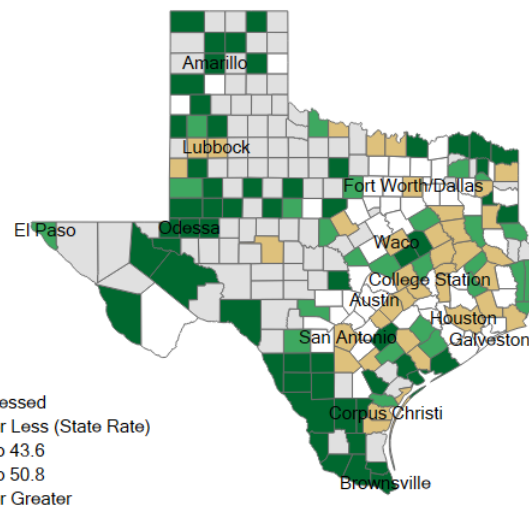 Amarillo
Lubbock
Fort Worth/Dallas
El Paso
Odessa
Waco
College Station
Austin
Houston
San Antonio
Galveston
Less (State Rate)
43.6
Corpus Christi
50.8
Greater
Brownsville